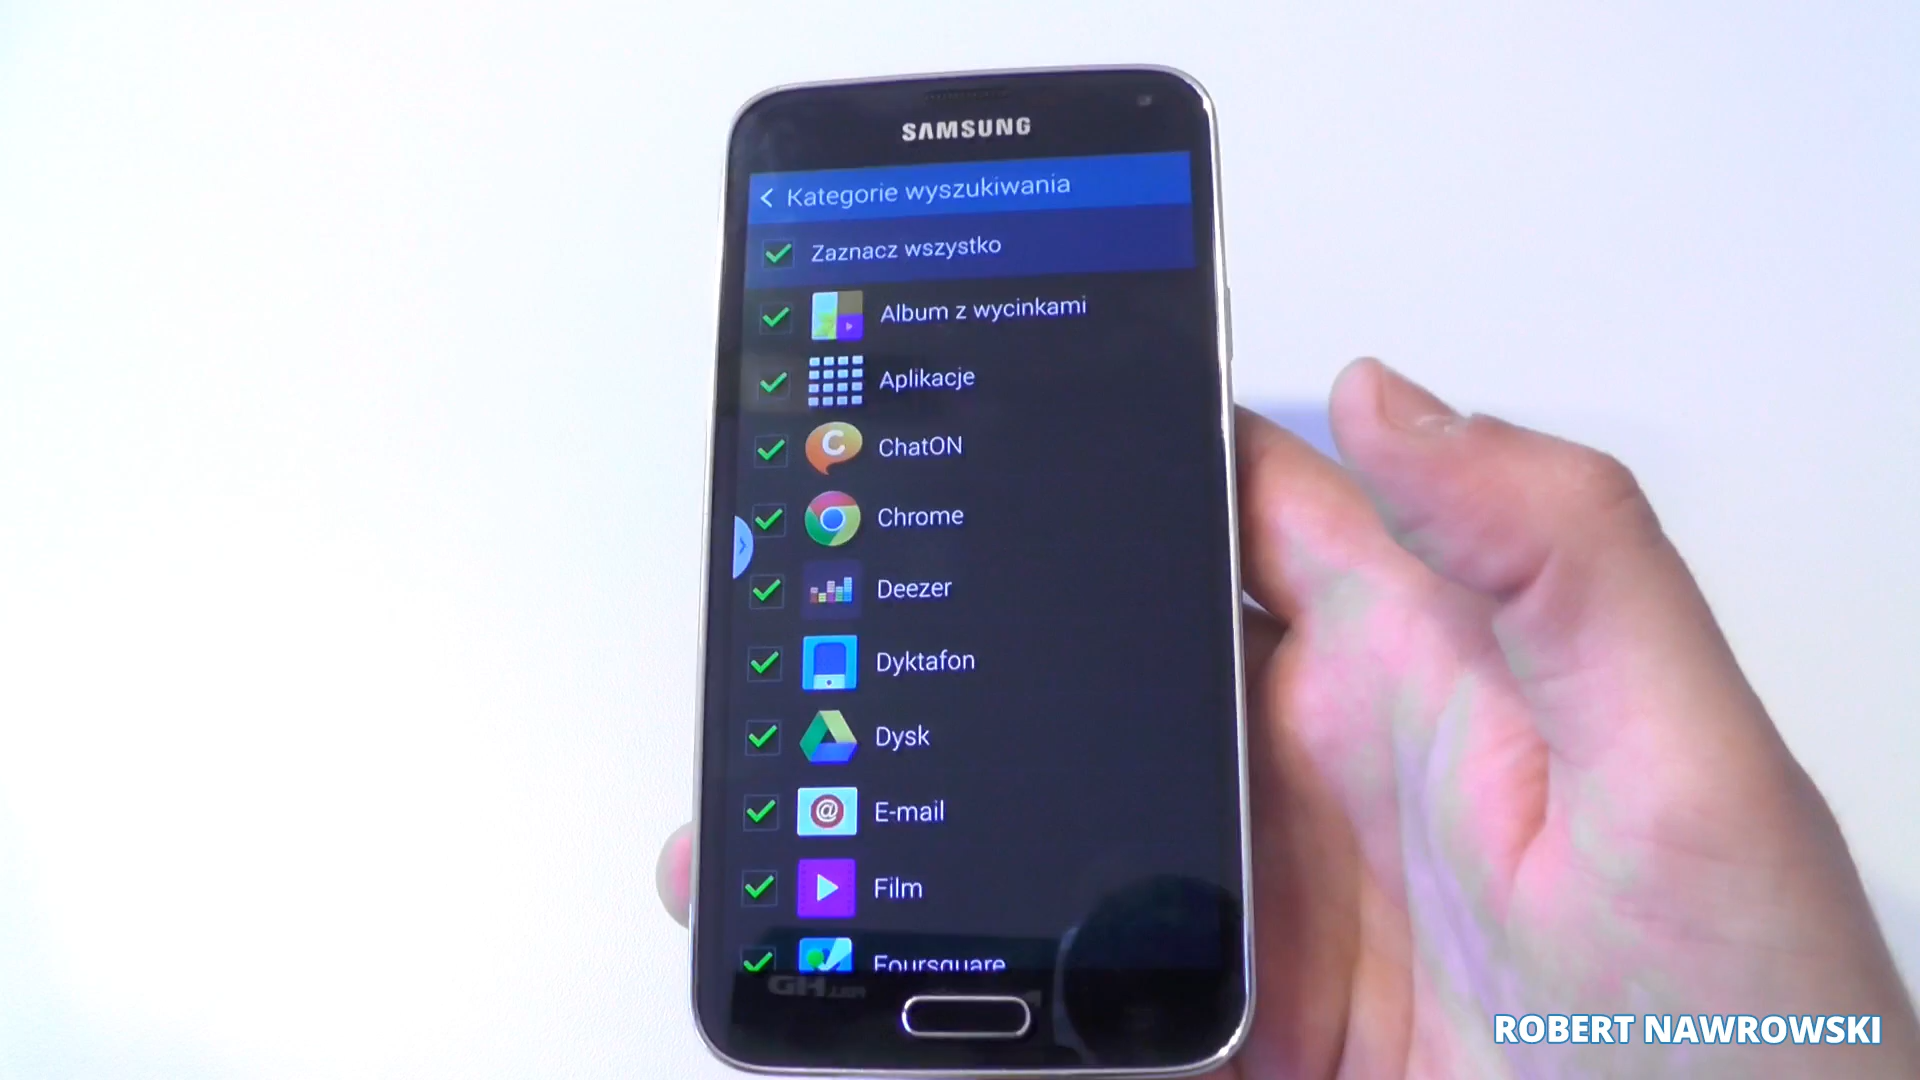 SAMSUNG
Kategorie wyszukiwania
Zaznacz wszystko
Album z wycinkami
Aplikacje
ChatON
Chrome
Deezer
Dyktafon
Dysk
E-mail
Film
Foursquare
ROBERT NAWROWSKI